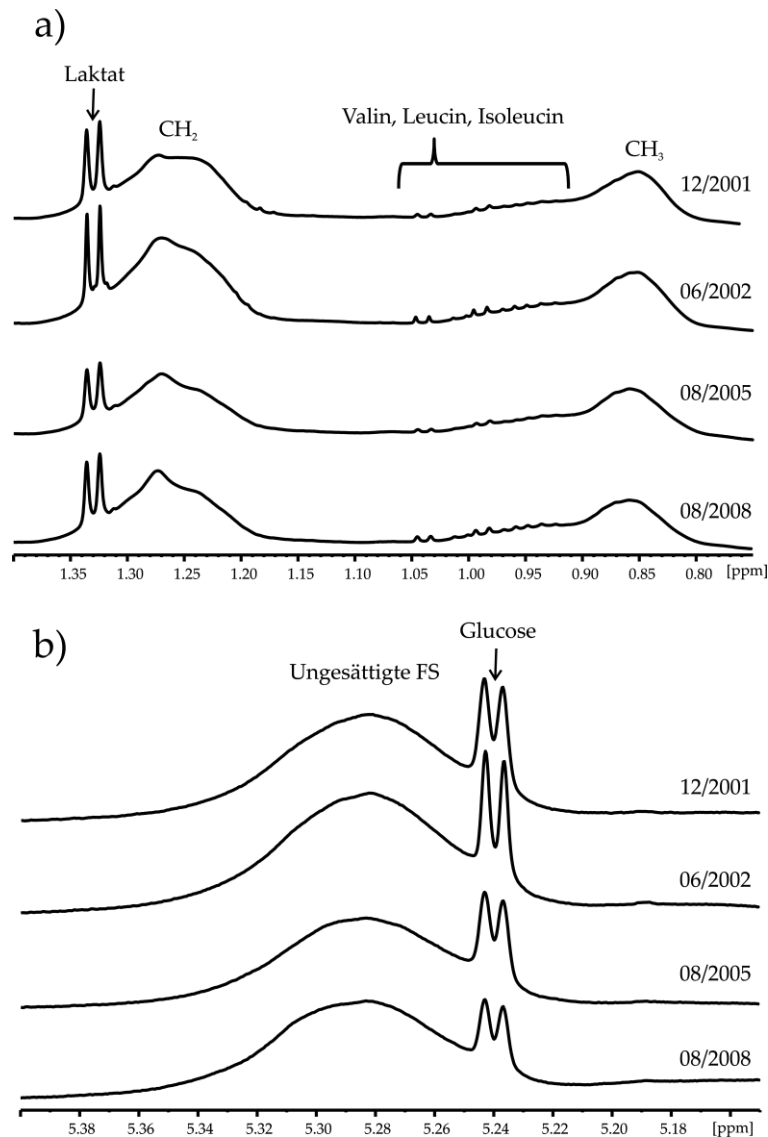 a)
Laktat
CH2
Valin, Leucin, Isoleucin
CH3
12/2001
06/2002
08/2005
08/2008
1.35 1.30 1.25 1.20 1.15 1.10 1.05 1.00 0.95 0.90 0.85 0.80 [ppm]
b)
Glucose
Ungesättigte FS
12/2001
06/2002
08/2005
08/2008
5.38 5.36 5.34 5.32 5.30 5.28 5.26 5.24 5.22 5.20 5.18 [ppm]